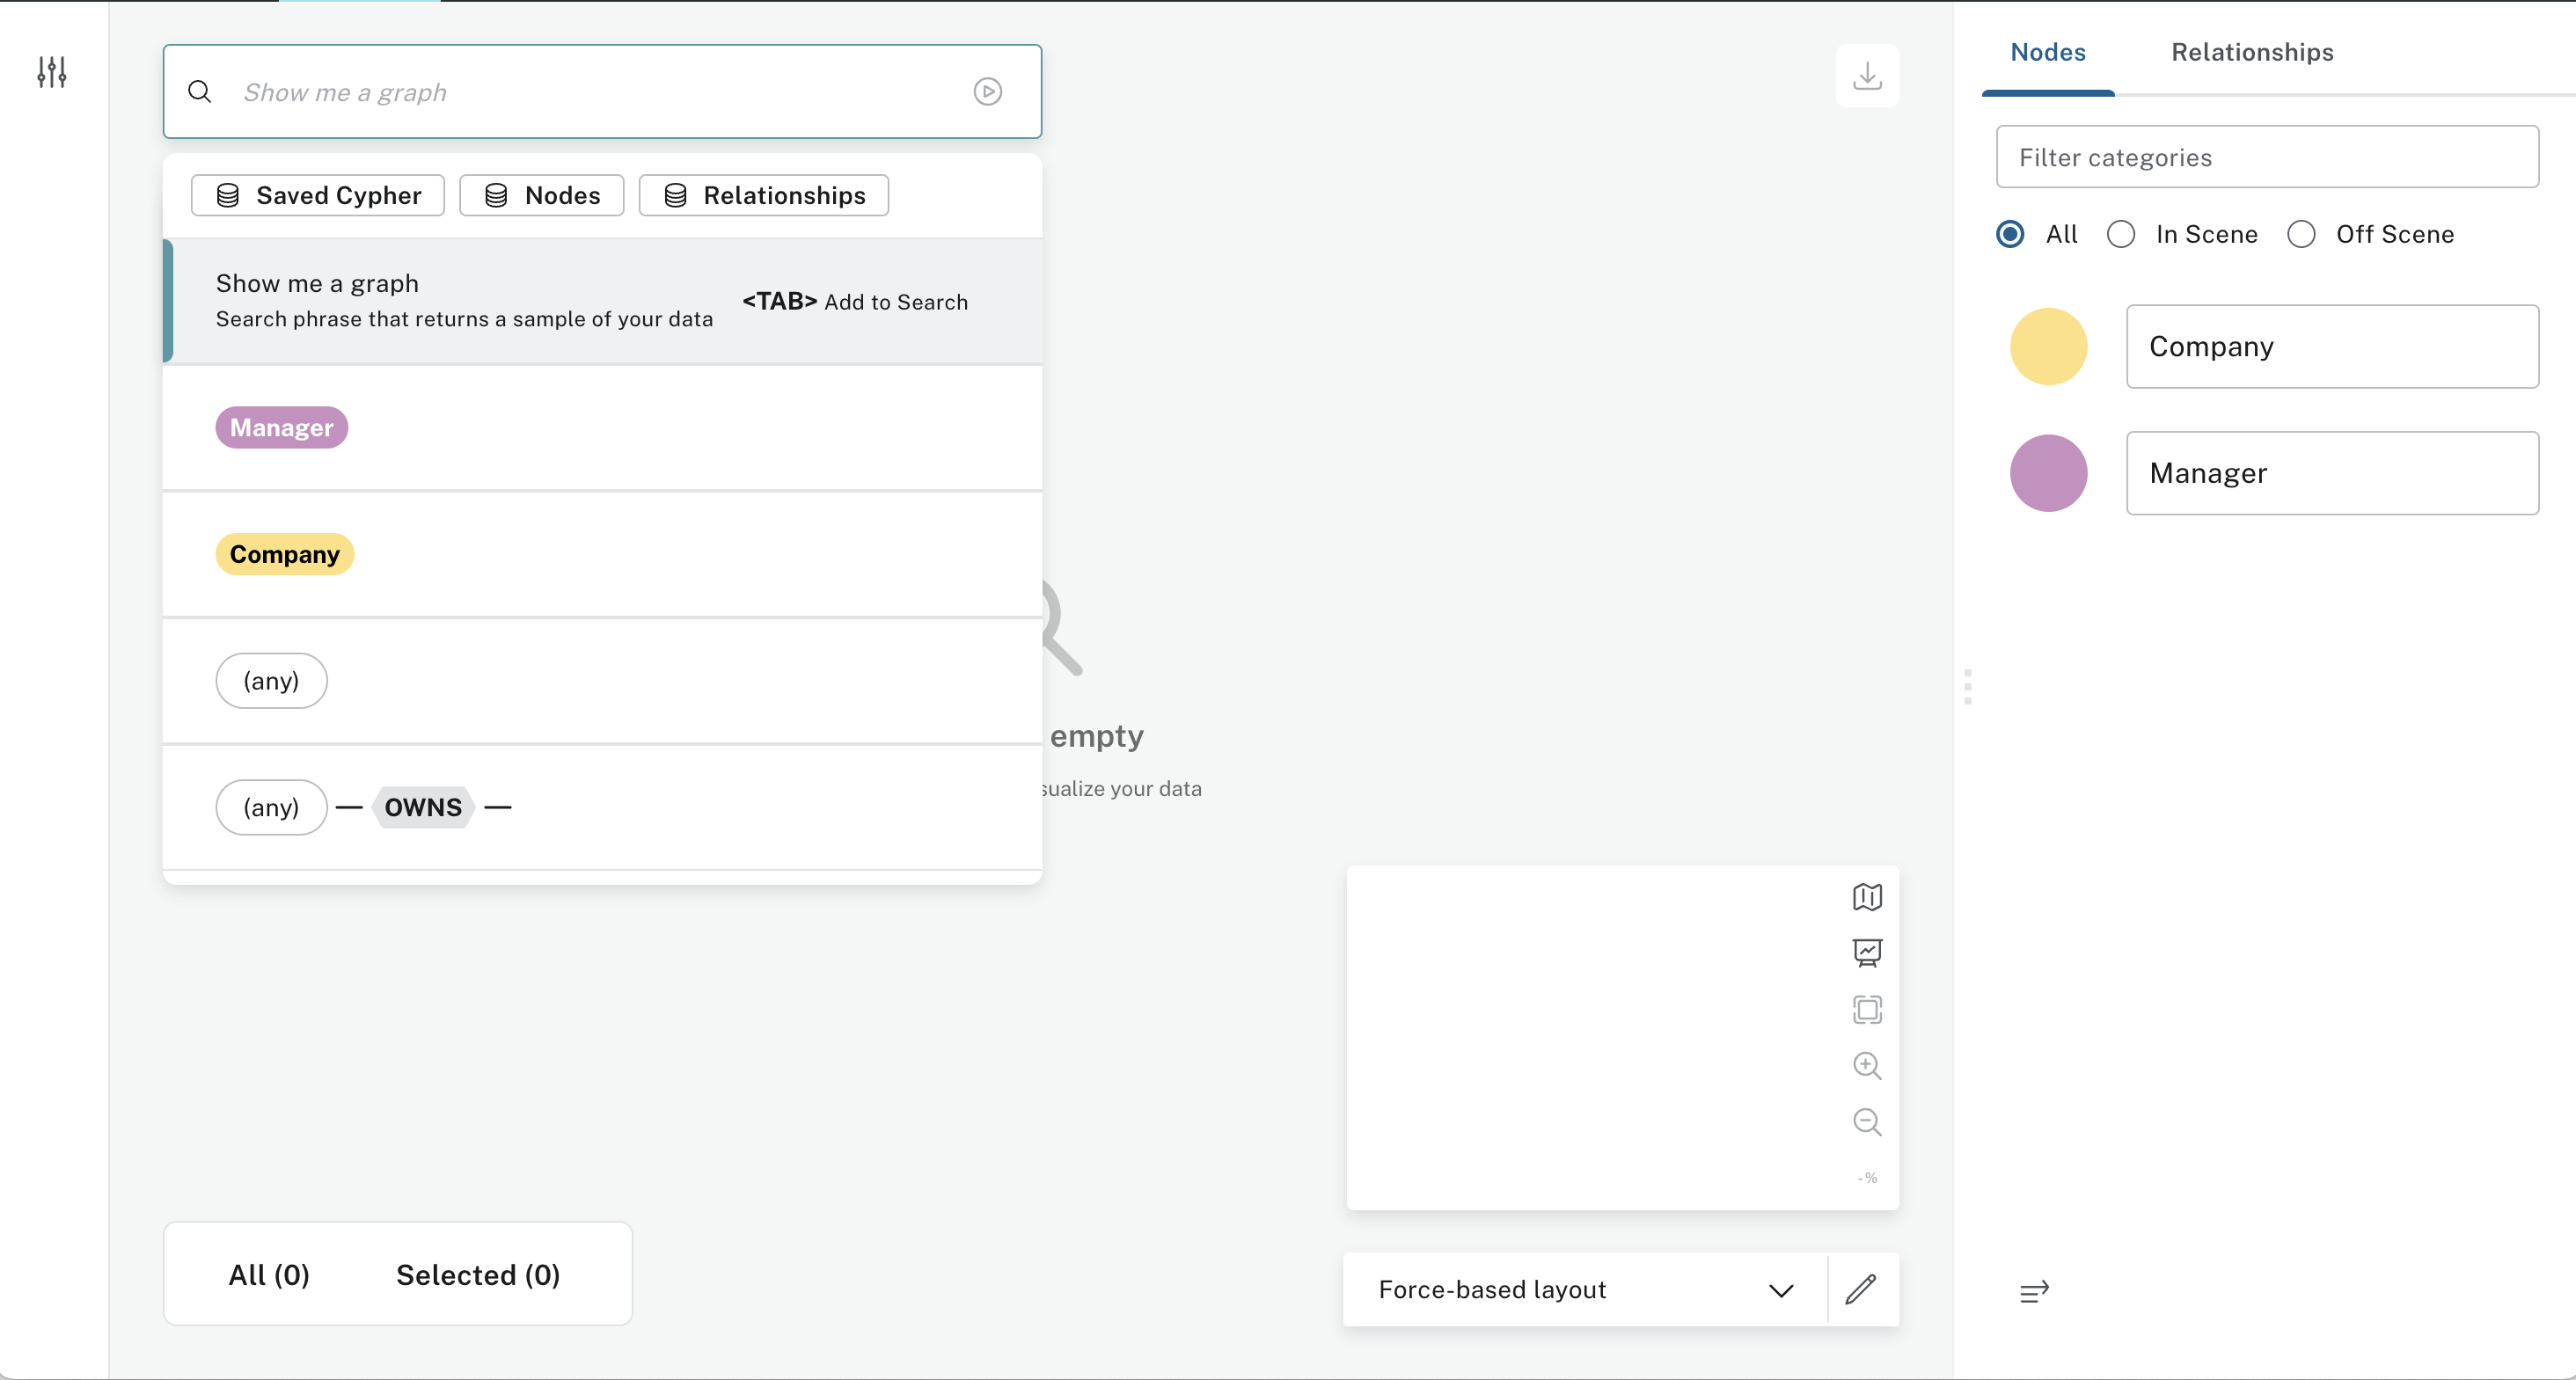 Show me a graph
Saved Cypher Nodes Relationships
Show me a graph
Search phrase that returns a sample of your data
<TAB> Add to Search
Manager
Company
(any)
(any) OWNS
empty
sualize your data
All (0) Selected (0)
-%
Force-based layout
Nodes Relationships
Filter categories
All In Scene Off Scene
Company
Manager